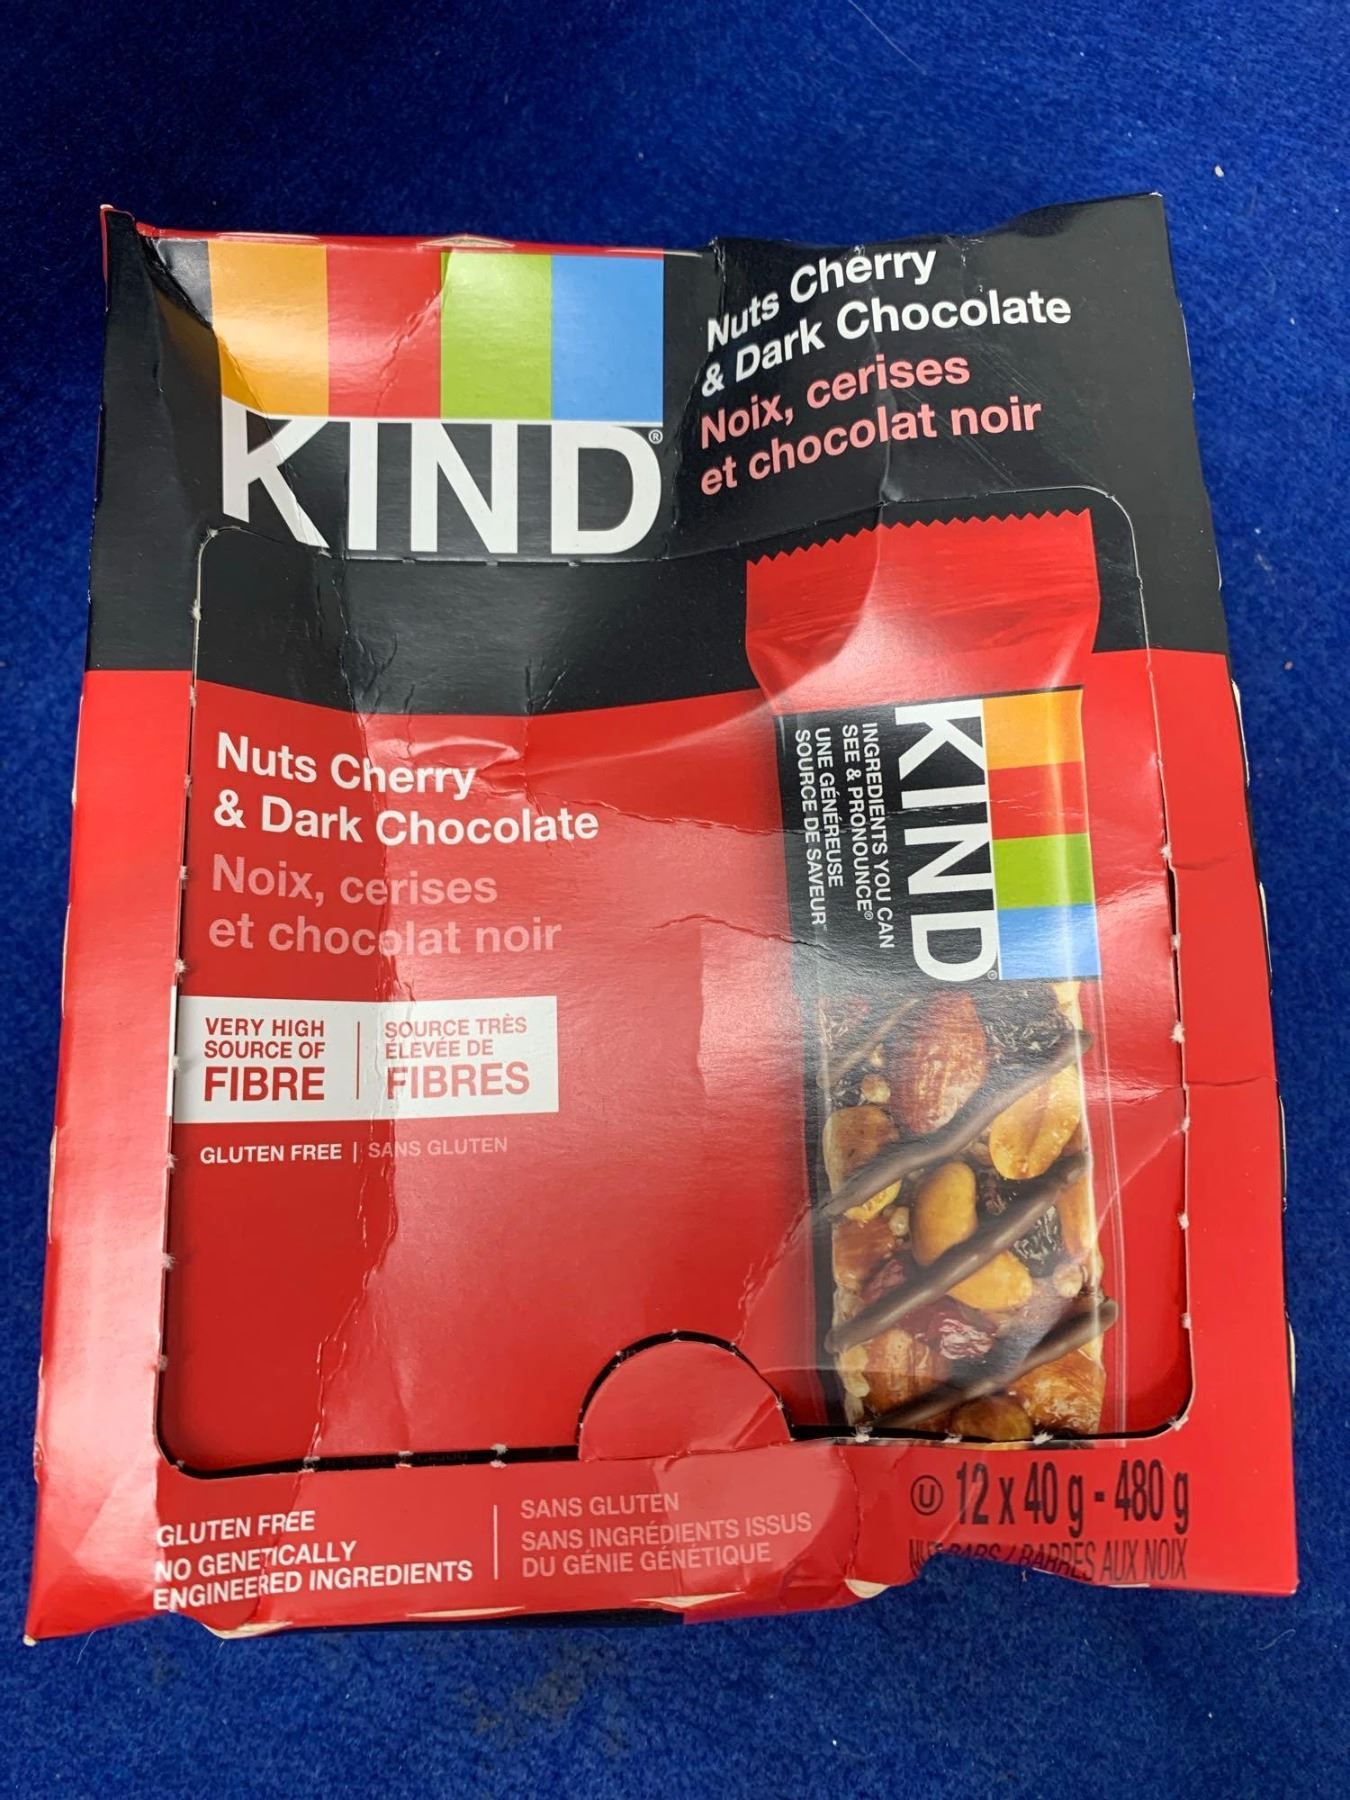 KIND®
Nuts Cherry
& Dark Chocolate
Noix, cerises
et chocolat noir
Nuts Cherry
& Dark Chocolate
Noix, cerises
et chocolat noir
VERY HIGH
SOURCE OF
FIBRE
SOURCE TRÈS
ÉLEVÉE DE
FIBRES
GLUTEN FREE | SANS GLUTEN
KIND®
INGREDIENTS YOU CAN
SEE & PRONOUNCE®
UNE GÉNÉREUSE
SOURCE DE SAVEUR
GLUTEN FREE
NO GENETICALLY
ENGINEERED INGREDIENTS
SANS GLUTEN
SANS INGRÉDIENTS ISSUS
DU GÉNIE GÉNÉTIQUE
U 12 x 40 g - 480 g
BARS / BARRES AUX NOIX